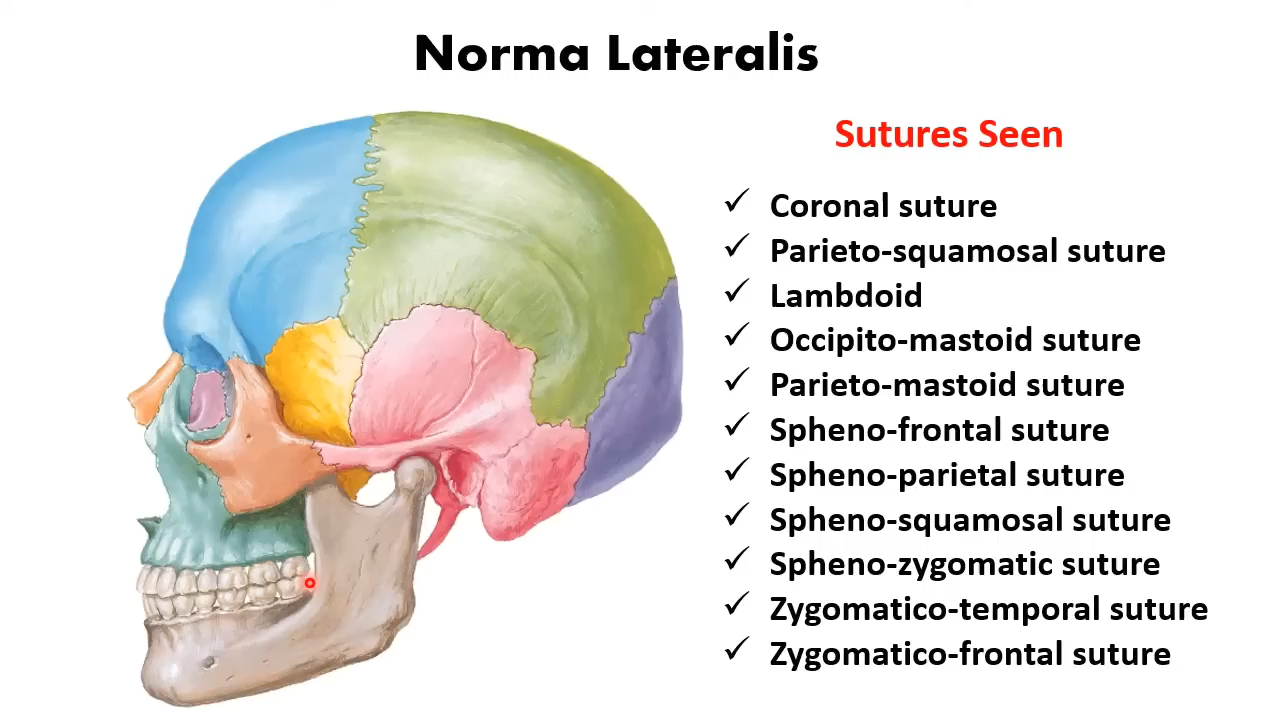 Norma Lateralis
Sutures Seen
✓ Coronal suture
✓ Parieto-squamosal suture
✓ Lambdoid
✓ Occipito-mastoid suture
✓ Parieto-mastoid suture
✓ Spheno-frontal suture
✓ Spheno-parietal suture
✓ Spheno-squamosal suture
✓ Spheno-zygomatic suture
✓ Zygomatico-temporal suture
✓ Zygomatico-frontal suture